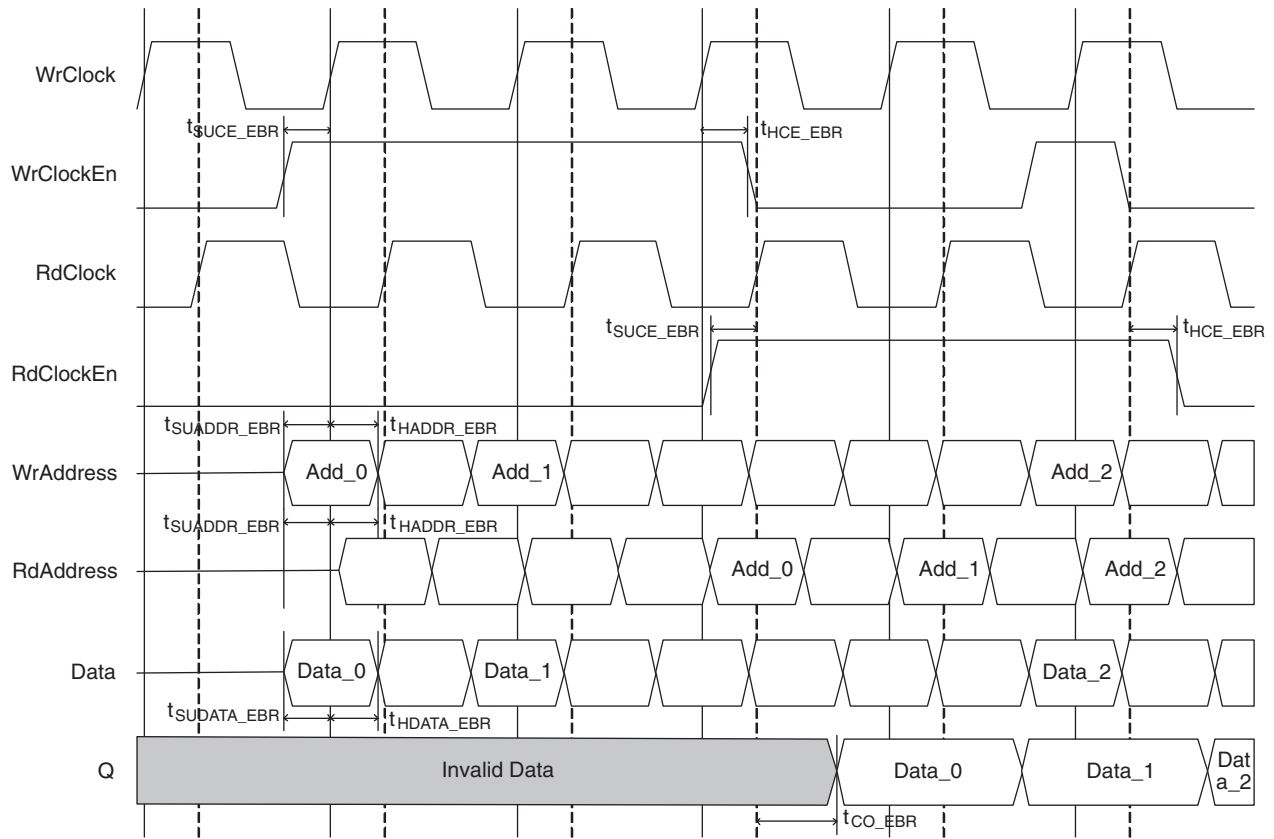 WrClock
tSUCE_EBR
tHCE_EBR
WrClockEn
RdClock
tSUCE_EBR
tHCE_EBR
RdClockEn
tSUADDR_EBR
tHADDR_EBR
WrAddress
Add_0
Add_1
Add_2
tSUADDR_EBR
tHADDR_EBR
RdAddress
Add_0
Add_1
Add_2
Data
Data_0
Data_1
Data_2
tSUDATA_EBR
tHDATA_EBR
Q
Invalid Data
Data_0
Data_1
Dat
a_2
tCO_EBR